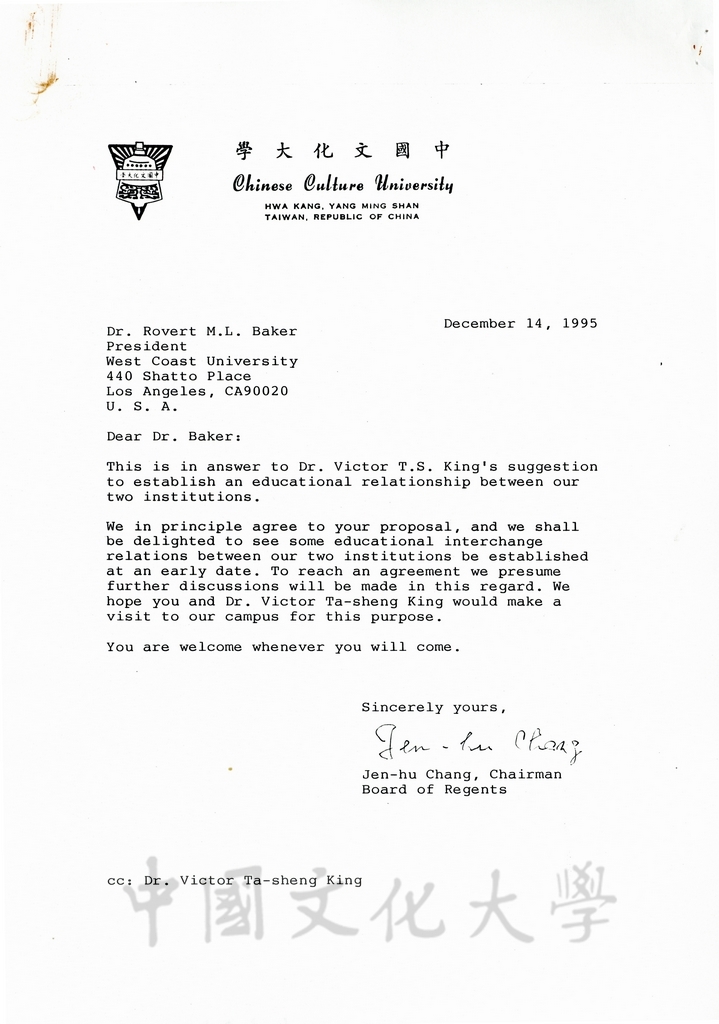 學大化文國中
Chinese Culture University
HWA KANG, YANG MING SHAN
TAIWAN, REPUBLIC OF CHINA
學大化文國中
December 14, 1995
Dr. Rovert M.L. Baker
President
West Coast University
440 Shatto Place
Los Angeles, CA90020
U. S. A.
Dear Dr. Baker:
This is in answer to Dr. Victor T.S. King's suggestion
to establish an educational relationship between our
two institutions.
We in principle agree to your proposal, and we shall
be delighted to see some educational interchange
relations between our two institutions be established
at an early date. To reach an agreement we presume
further discussions will be made in this regard. We
hope you and Dr. Victor Ta-sheng King would make a
visit to our campus for this purpose.
You are welcome whenever you will come.
Sincerely yours,
Jen-hu Chang
Jen-hu Chang, Chairman
Board of Regents
cc: Dr. Victor Ta-sheng King
中國文化大學